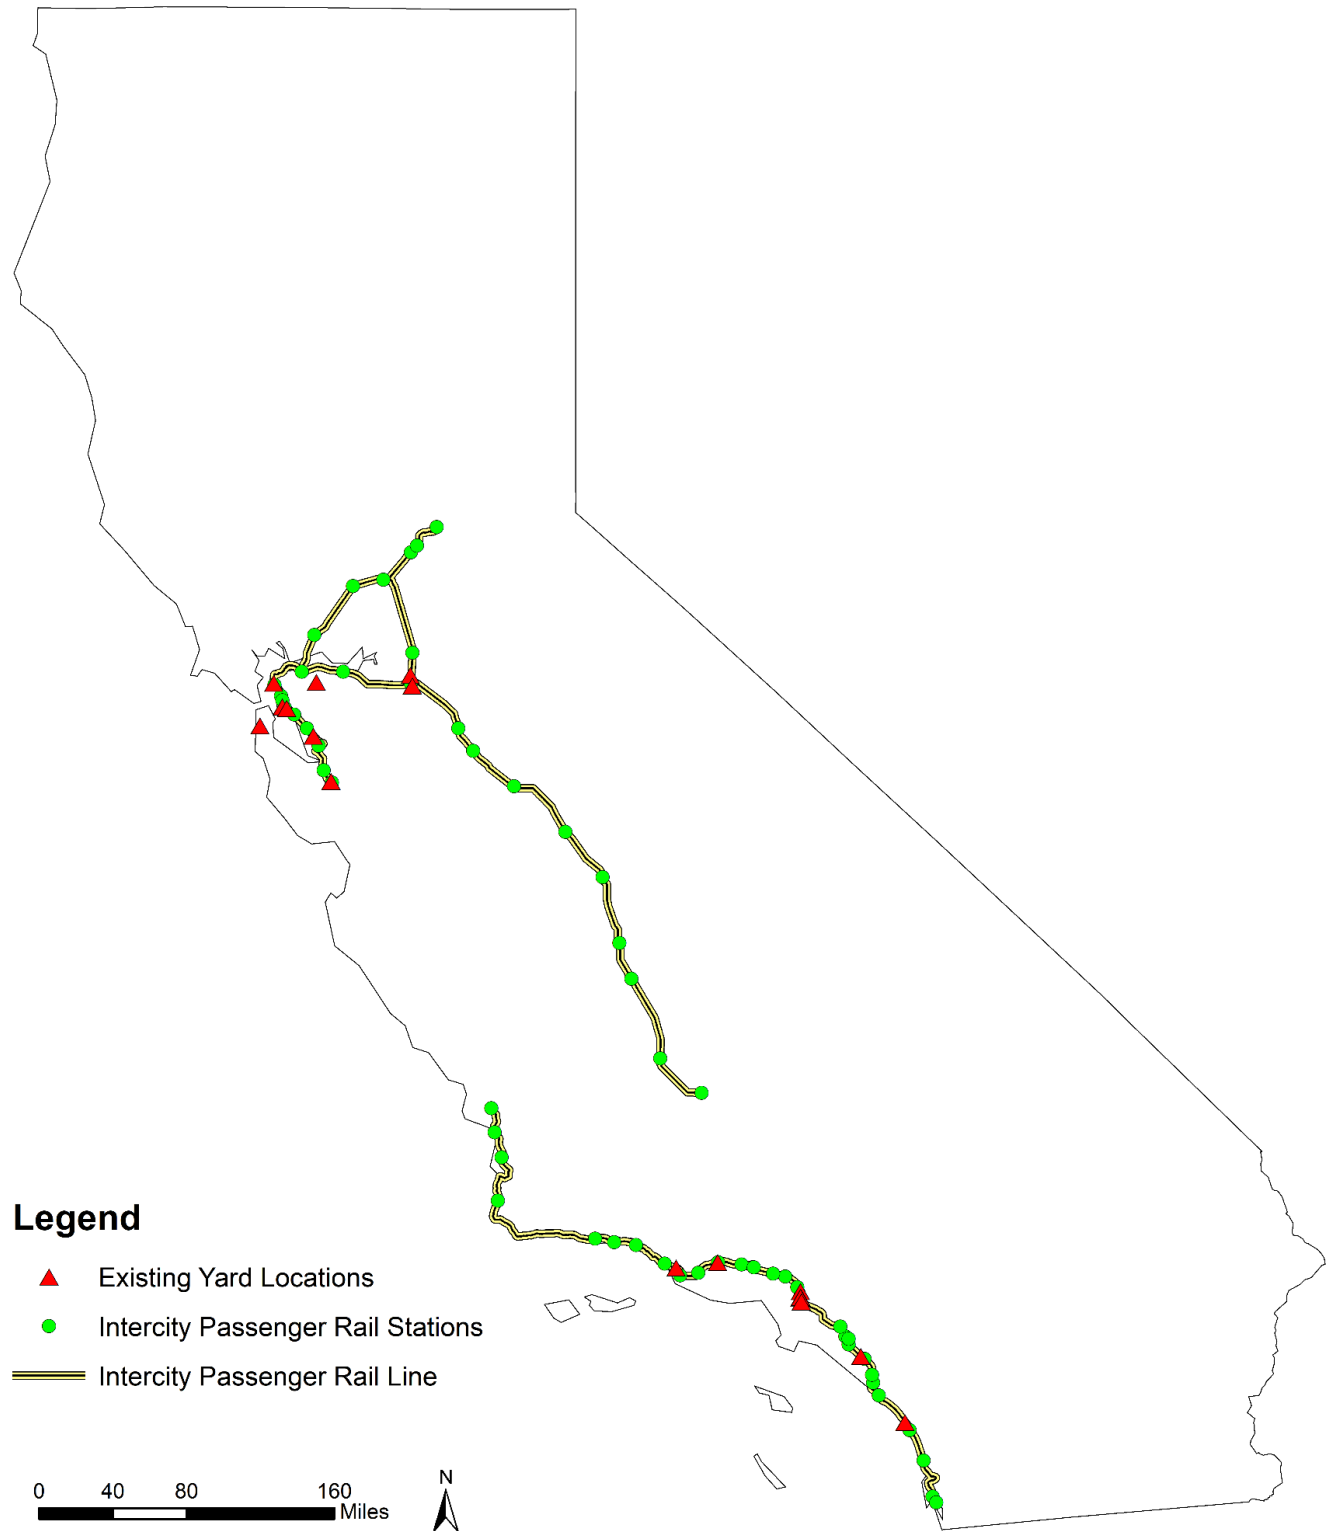 Legend
Existing Yard Locations
Intercity Passenger Rail Stations
Intercity Passenger Rail Line
0 40 80 160
Miles
N